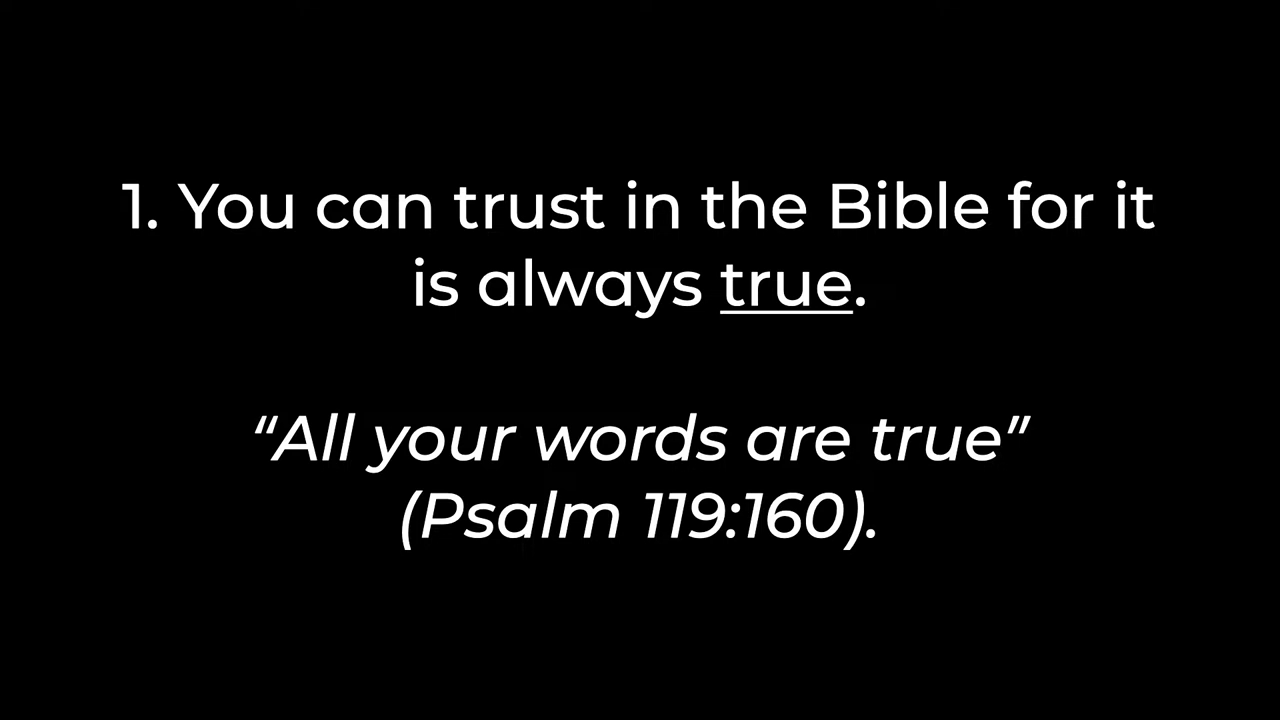 1. You can trust in the Bible for it
is always true.
“All your words are true”
(Psalm 119:160).